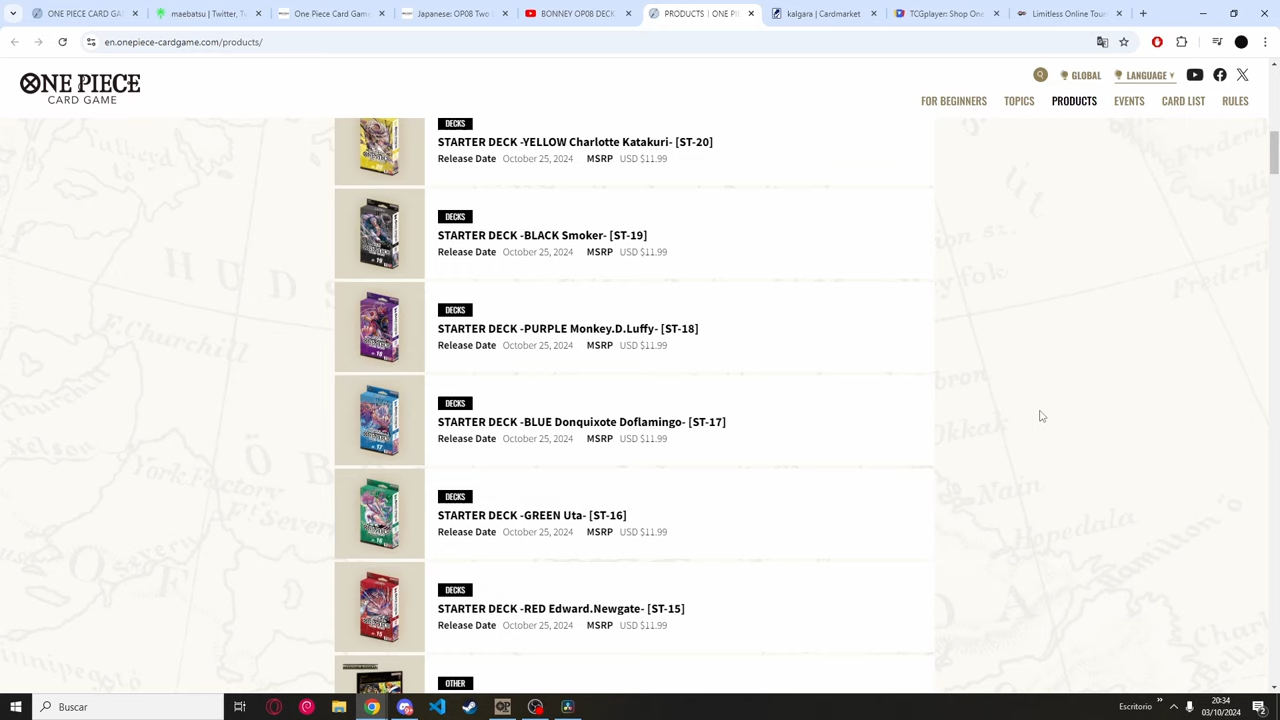 maebatsu | Twitter, T
ONE PIECE Card
ONE PIECE Card Game
Japanese: OP08 Two L
BONNEY OP08 DECK
PRODUCTS | ONE PI
kalgara | Cardmarket
TCGplayer Shop One
Limitless Online Tour
en.onepiece-cardgame.com/products/
ONE PIECE
CARD GAME
GLOBAL
LANGUAGE
FOR BEGINNERS
TOPICS
PRODUCTS
EVENTS
CARD LIST
RULES
DECKS
STARTER DECK -YELLOW Charlotte Katakuri- [ST-20]
Release Date October 25, 2024 MSRP USD $11.99
DECKS
STARTER DECK -BLACK Smoker- [ST-19]
Release Date October 25, 2024 MSRP USD $11.99
DECKS
STARTER DECK -PURPLE Monkey.D.Luffy- [ST-18]
Release Date October 25, 2024 MSRP USD $11.99
DECKS
STARTER DECK -BLUE Donquixote Doflamingo- [ST-17]
Release Date October 25, 2024 MSRP USD $11.99
DECKS
STARTER DECK -GREEN Uta- [ST-16]
Release Date October 25, 2024 MSRP USD $11.99
DECKS
STARTER DECK -RED Edward.Newgate- [ST-15]
Release Date October 25, 2024 MSRP USD $11.99
OTHER
Buscar
Escritorio
20:34
03/10/2024